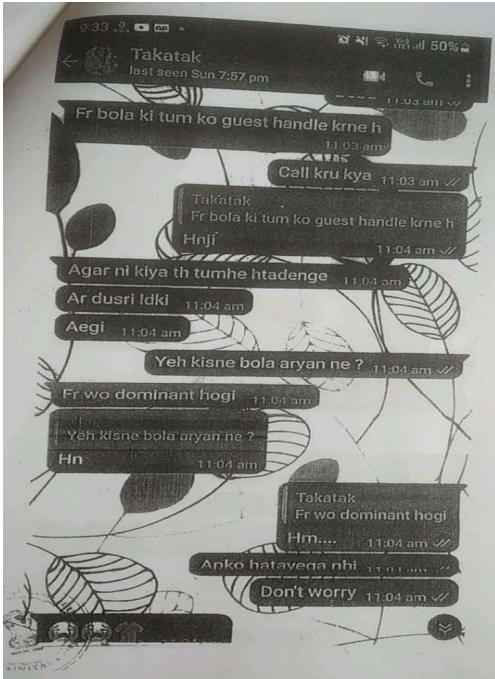 9:33
50%
Takatak
last seen Sun 7:57 pm
11:03 am
Fr bola ki tum ko guest handle krne h
11:03 am
Call kru kya 11:03 am
Takatak
Fr bola ki tum ko guest handle krne h
Hnji
11:04 am
Agar ni kiya th tumhe htadenge 11:04 am
Ar dusri ldki 11:04 am
Aegi 11:04 am
Yeh kisne bola aryan ne ? 11:04 am
Fr wo dominant hogi 11:04 am
Yeh kisne bola aryan ne ?
Hn 11:04 am
Takatak
Fr wo dominant hogi
Hm.... 11:04 am
Apko hatayega nhi
Don't worry 11:04 am